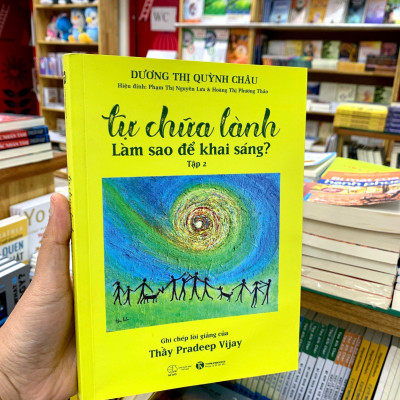 DƯƠNG THỊ QUỲNH CHÂU
Hiệu đính: Phạm Thị Nguyên Lưu & Hoàng Thị Phương Thảo
tự chữa lành
Làm sao để khai sáng?
Tập 2
Ghi chép lời giảng của
Thầy Pradeep Vijay